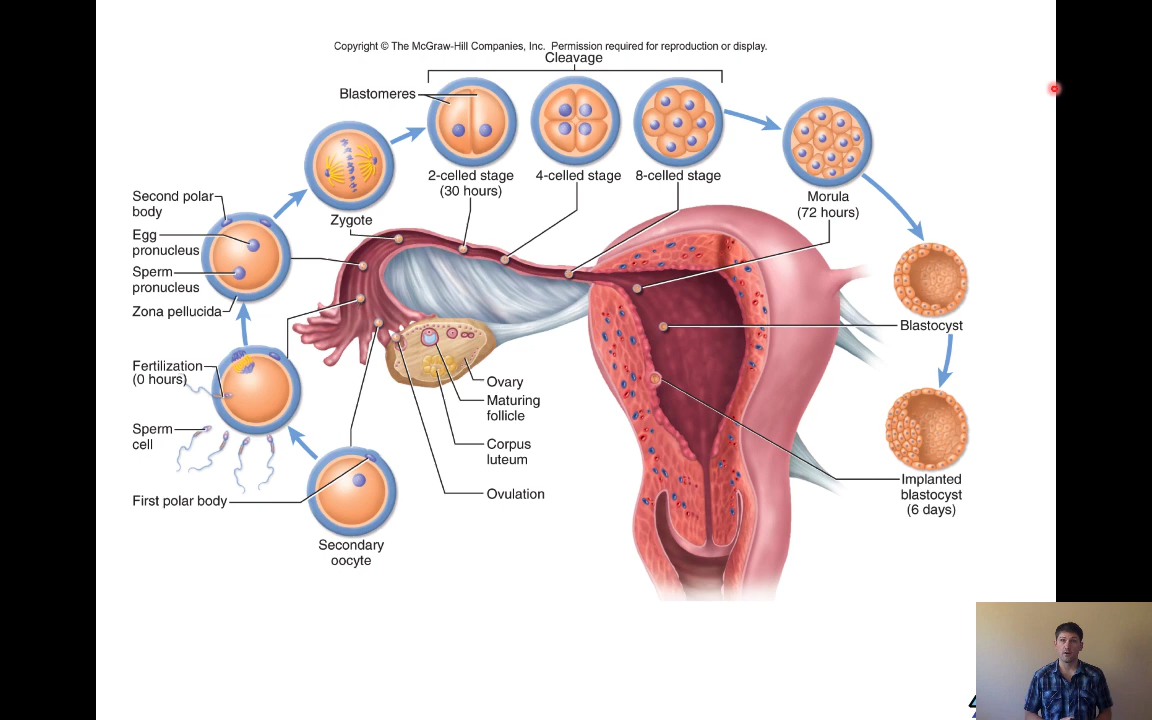 Copyright © The McGraw-Hill Companies, Inc. Permission required for reproduction or display.
Cleavage
Blastomeres
2-celled stage
(30 hours)
4-celled stage
8-celled stage
Morula
(72 hours)
Zygote
Second polar
body
Egg
pronucleus
Sperm
pronucleus
Zona pellucida
Fertilization
(0 hours)
Sperm
cell
First polar body
Secondary
oocyte
Ovary
Maturing
follicle
Corpus
luteum
Ovulation
Blastocyst
Implanted
blastocyst
(6 days)